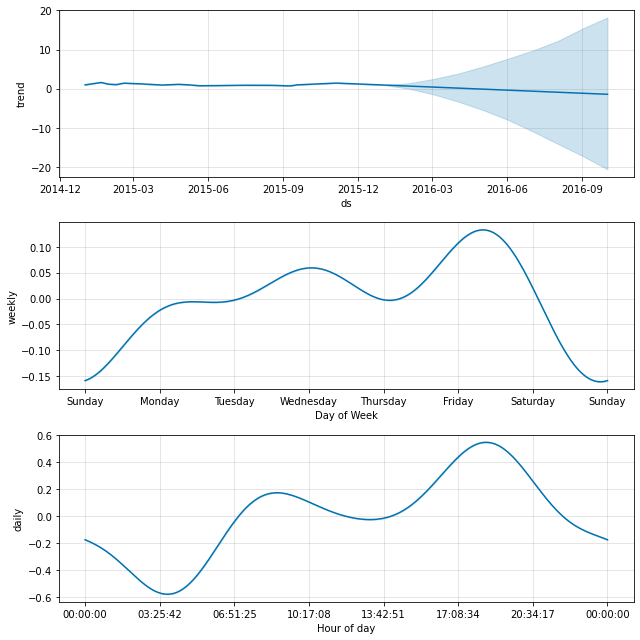 20
10
0
−10
−20
trend
2014-12 2015-03 2015-06 2015-09 2015-12 2016-03 2016-06 2016-09
ds
0.10
0.05
0.00
−0.05
−0.10
−0.15
weekly
Sunday Monday Tuesday Wednesday Thursday Friday Saturday Sunday
Day of Week
0.6
0.4
0.2
0.0
−0.2
−0.4
−0.6
daily
00:00:00 03:25:42 06:51:25 10:17:08 13:42:51 17:08:34 20:34:17 00:00:00
Hour of day